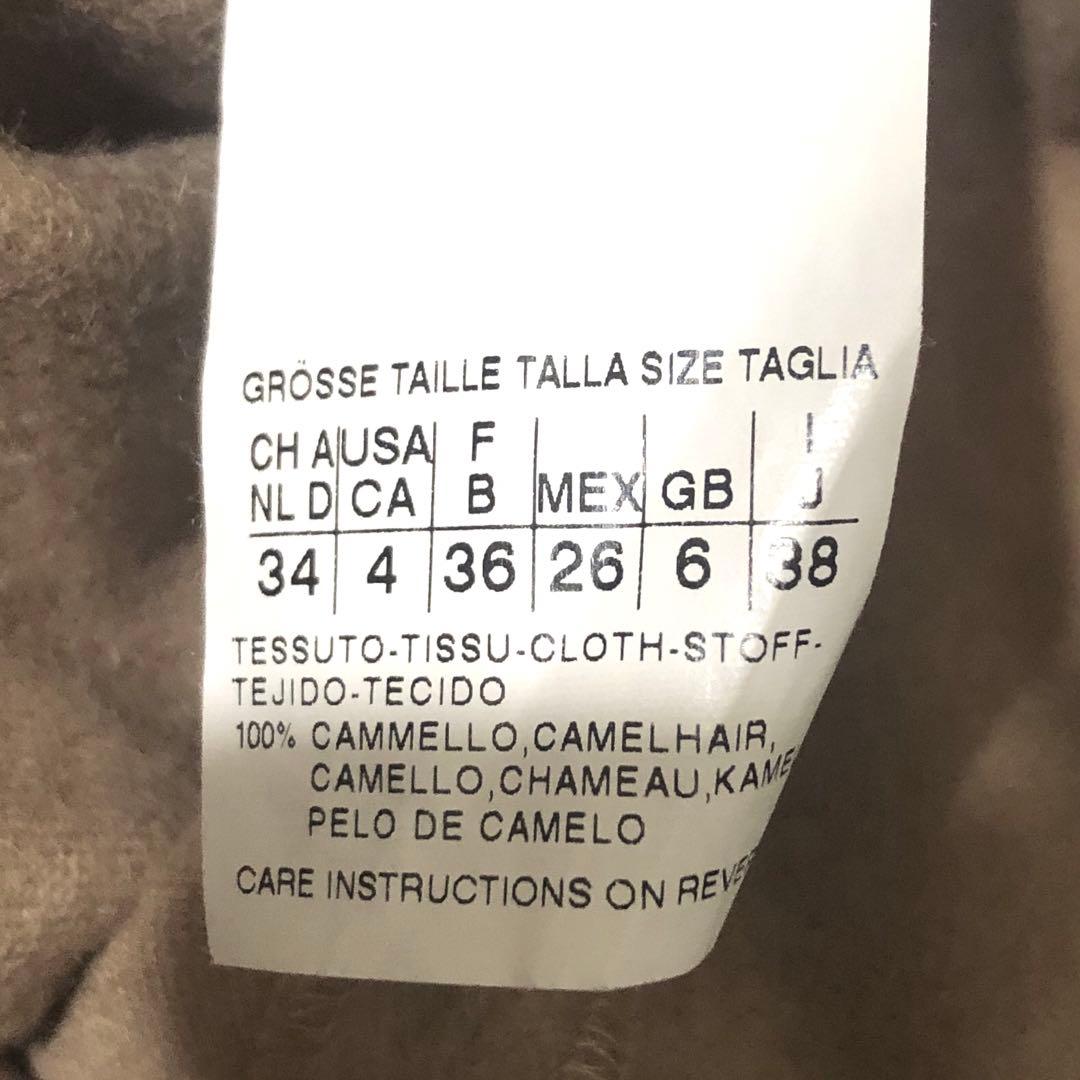 GRÖSSE TAILLE TALLA SIZE TAGLIA
CH A USA F I
NL D CA B MEX GB J
34 4 36 26 6 38
TESSUTO-TISSU-CLOTH-STOFF-
TEJIDO-TECIDO
100% CAMMELLO,CAMELHAIR,
CAMELLO,CHAMEAU,
PELO DE CAMELO
CARE INSTRUCTIONS ON